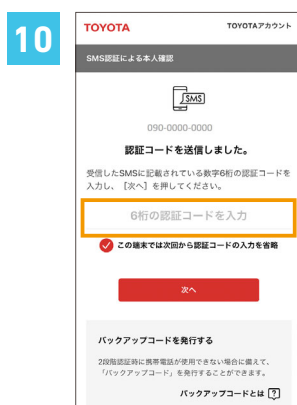 10
TOYOTA
TOYOTAアカウント
SMS認証による本人確認
SMS
090-0000-0000
認証コードを送信しました。
受信したSMSに記載されている数字6桁の認証コードを
入力し、［次へ］を押してください。
6桁の認証コードを入力
この端末では次回から認証コードの入力を省略
次へ
バックアップコードを発行する
2段階認証時に携帯電話が使用できない場合に備えて、
「バックアップコード」を発行することができます。
バックアップコードとは ?